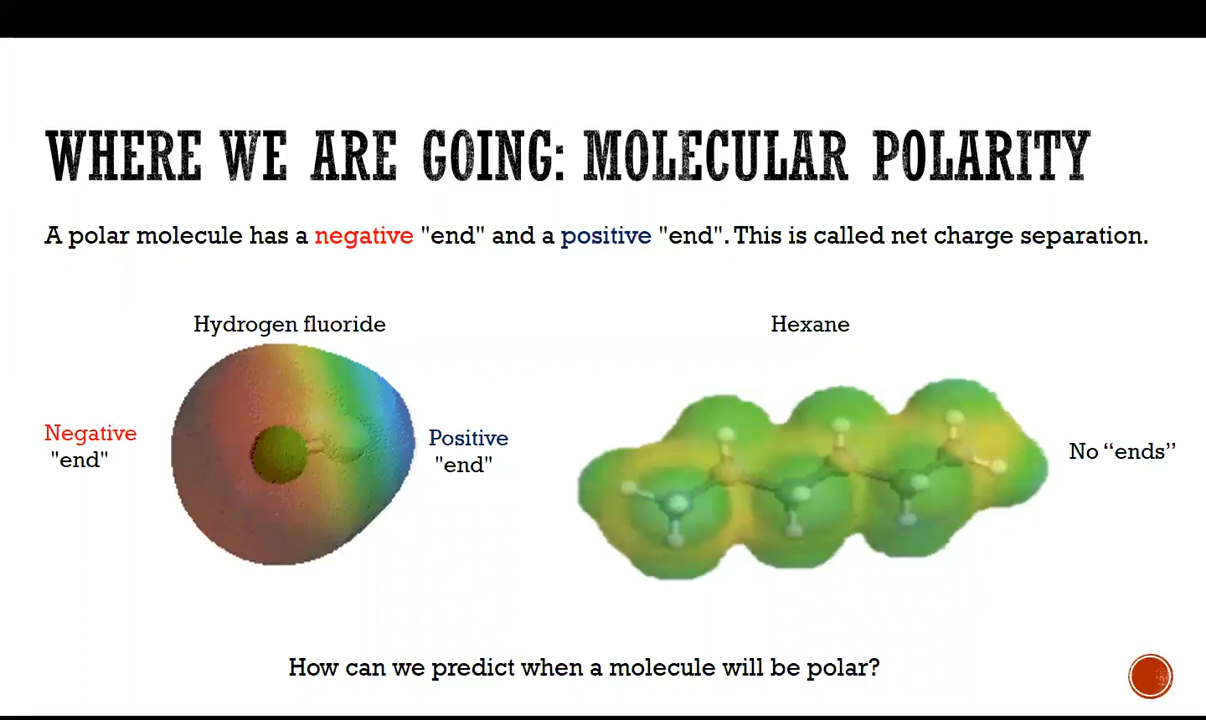 WHERE WE ARE GOING: MOLECULAR POLARITY
A polar molecule has a negative "end" and a positive "end". This is called net charge separation.
Hydrogen fluoride
Hexane
Negative
"end"
Positive
"end"
No “ends”
How can we predict when a molecule will be polar?